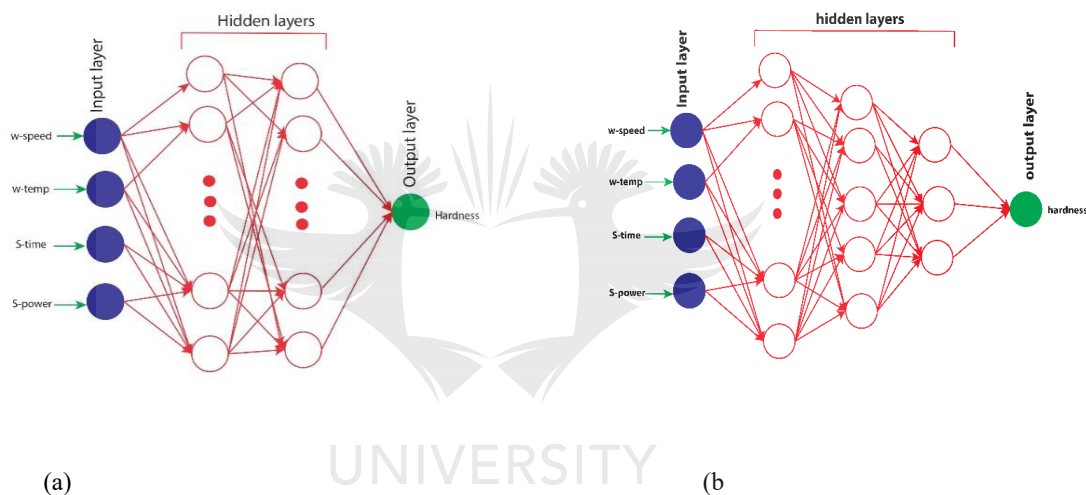 Hidden layers
Input layer
w-speed
w-temp
S-time
S-power
Output layer
Hardness
(a)
hidden layers
Input layer
w-speed
w-temp
S-time
S-power
output layer
hardness
(b
UNIVERSITY